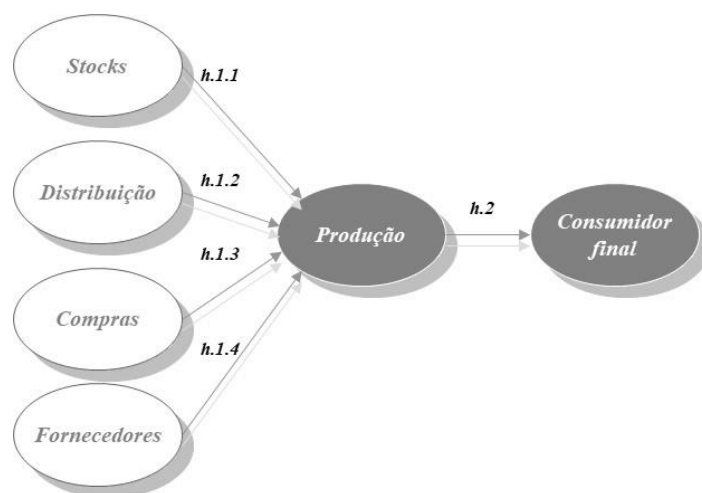 Stocks
h.1.1
Distribuição
h.1.2
Produção
h.2
Consumidor
final
h.1.3
Compras
h.1.4
Fornecedores